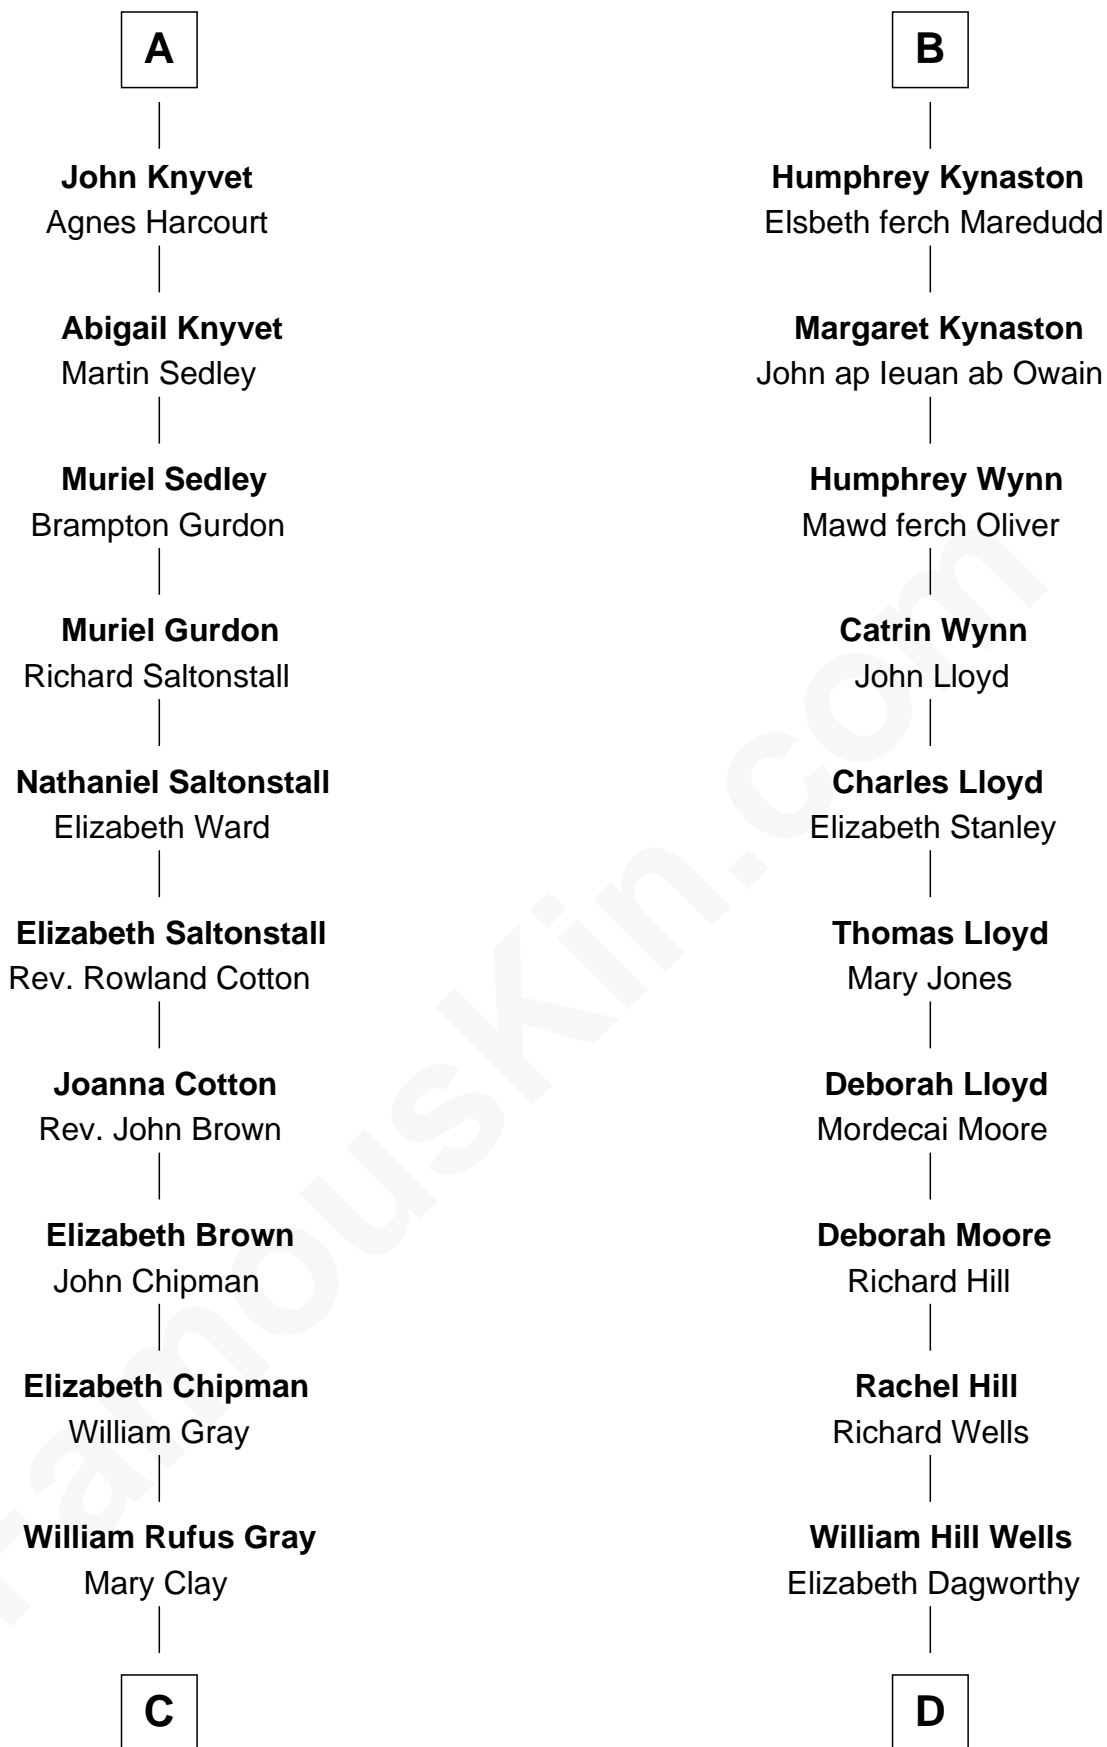 A
John Knyvet
Agnes Harcourt
Abigail Knyvet
Martin Sedley
Muriel Sedley
Brampton Gurdon
Muriel Gurdon
Richard Saltonstall
Nathaniel Saltonstall
Elizabeth Ward
Elizabeth Saltonstall
Rev. Rowland Cotton
Joanna Cotton
Rev. John Brown
Elizabeth Brown
John Chipman
Elizabeth Chipman
William Gray
William Rufus Gray
Mary Clay
C
B
Humphrey Kynaston
Elsbeth ferch Maredudd
Margaret Kynaston
John ap Ieuan ab Owain
Humphrey Wynn
Mawd ferch Oliver
Catrin Wynn
John Lloyd
Charles Lloyd
Elizabeth Stanley
Thomas Lloyd
Mary Jones
Deborah Lloyd
Mordecai Moore
Deborah Moore
Richard Hill
Rachel Hill
Richard Wells
William Hill Wells
Elizabeth Dagworthy
D
FamousKin.com